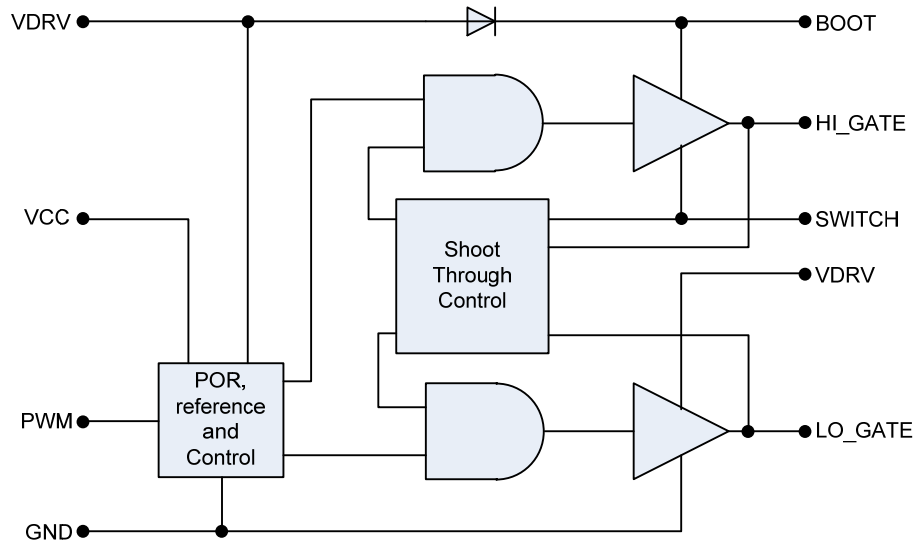 VDRV
BOOT
HI_GATE
VCC
SWITCH
Shoot
Through
Control
VDRV
POR,
reference
and
Control
PWM
LO_GATE
GND